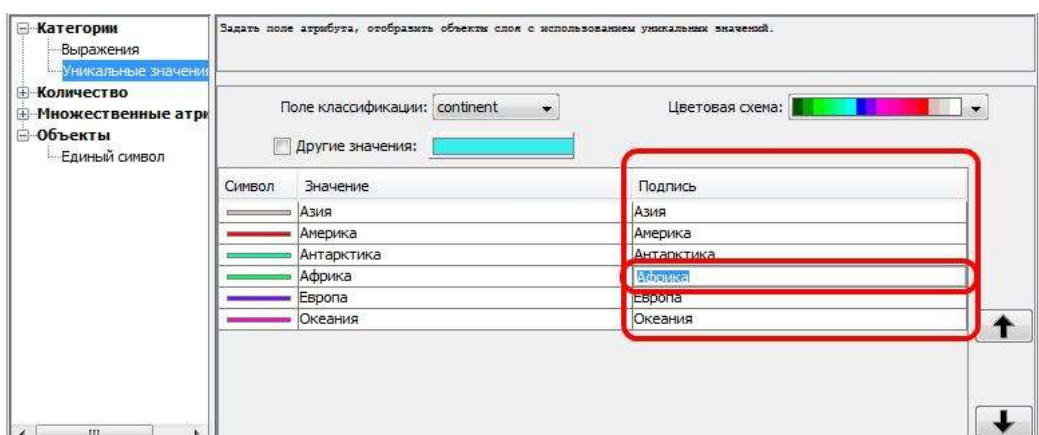 Категории
Выражения
Уникальные значения
Количество
Множественные атри
Объекты
Единый символ
Задать поле атрибута, отобразить объекты слоя с использованием уникальных значений.
Поле классификации: continent
Цветовая схема:
Другие значения:
Символ Значение Подпись
Азия Азия
Америка Америка
Антарктика Антарктика
Африка Африка
Европа Европа
Океания Океания